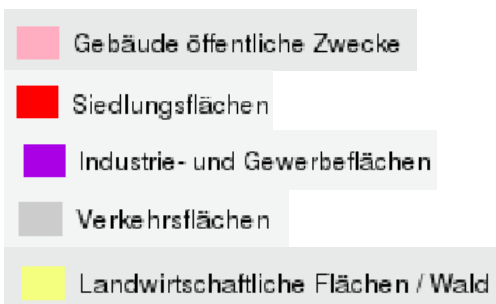 Gebäude öffentliche Zwecke
Siedlungsflächen
Industrie- und Gewerbeflächen
Verkehrsflächen
Landwirtschaftliche Flächen / Wald